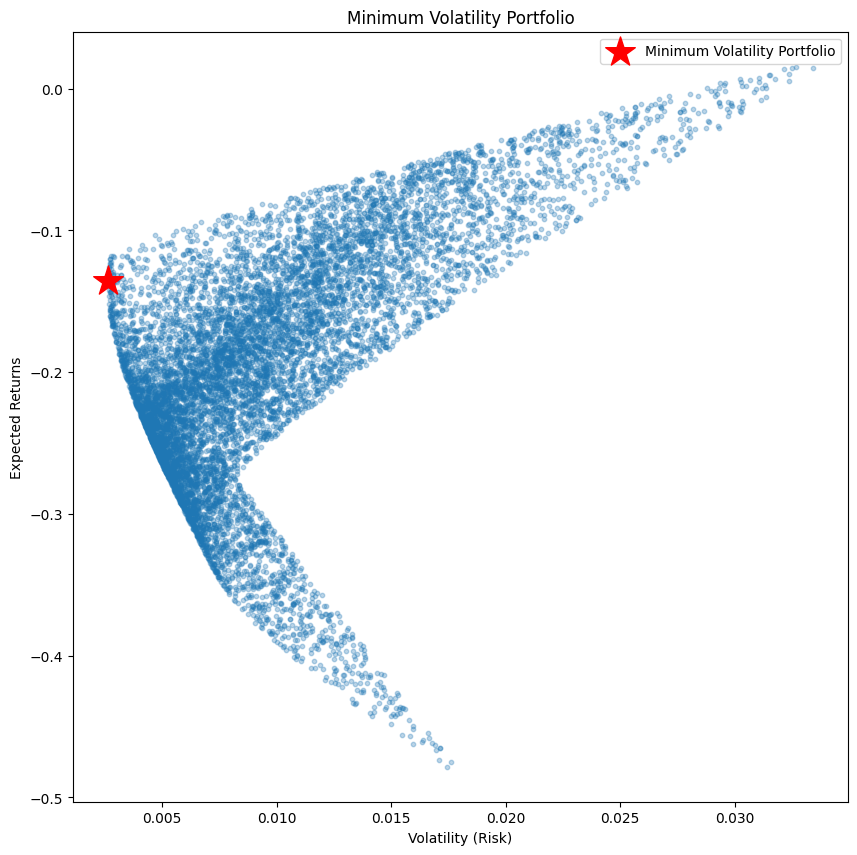 Minimum Volatility Portfolio
Minimum Volatility Portfolio
0.0
−0.1
−0.2
−0.3
−0.4
−0.5
Expected Returns
0.005 0.010 0.015 0.020 0.025 0.030
Volatility (Risk)